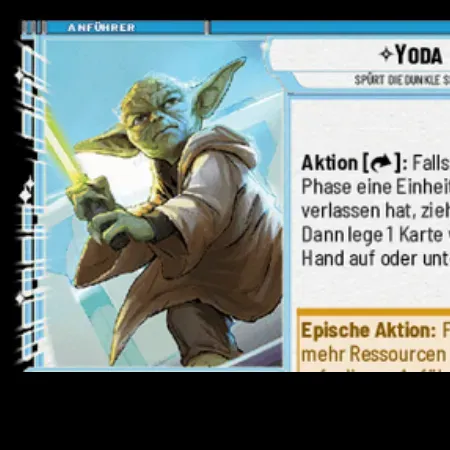 ANFÜHRER
YODA
SPÜRT DIE DUNKLE S
Aktion [ ]: Falls
Phase eine Einheit
verlassen hat, zieh
Dann lege 1 Karte
Hand auf oder unt
Epische Aktion: F
mehr Ressourcen